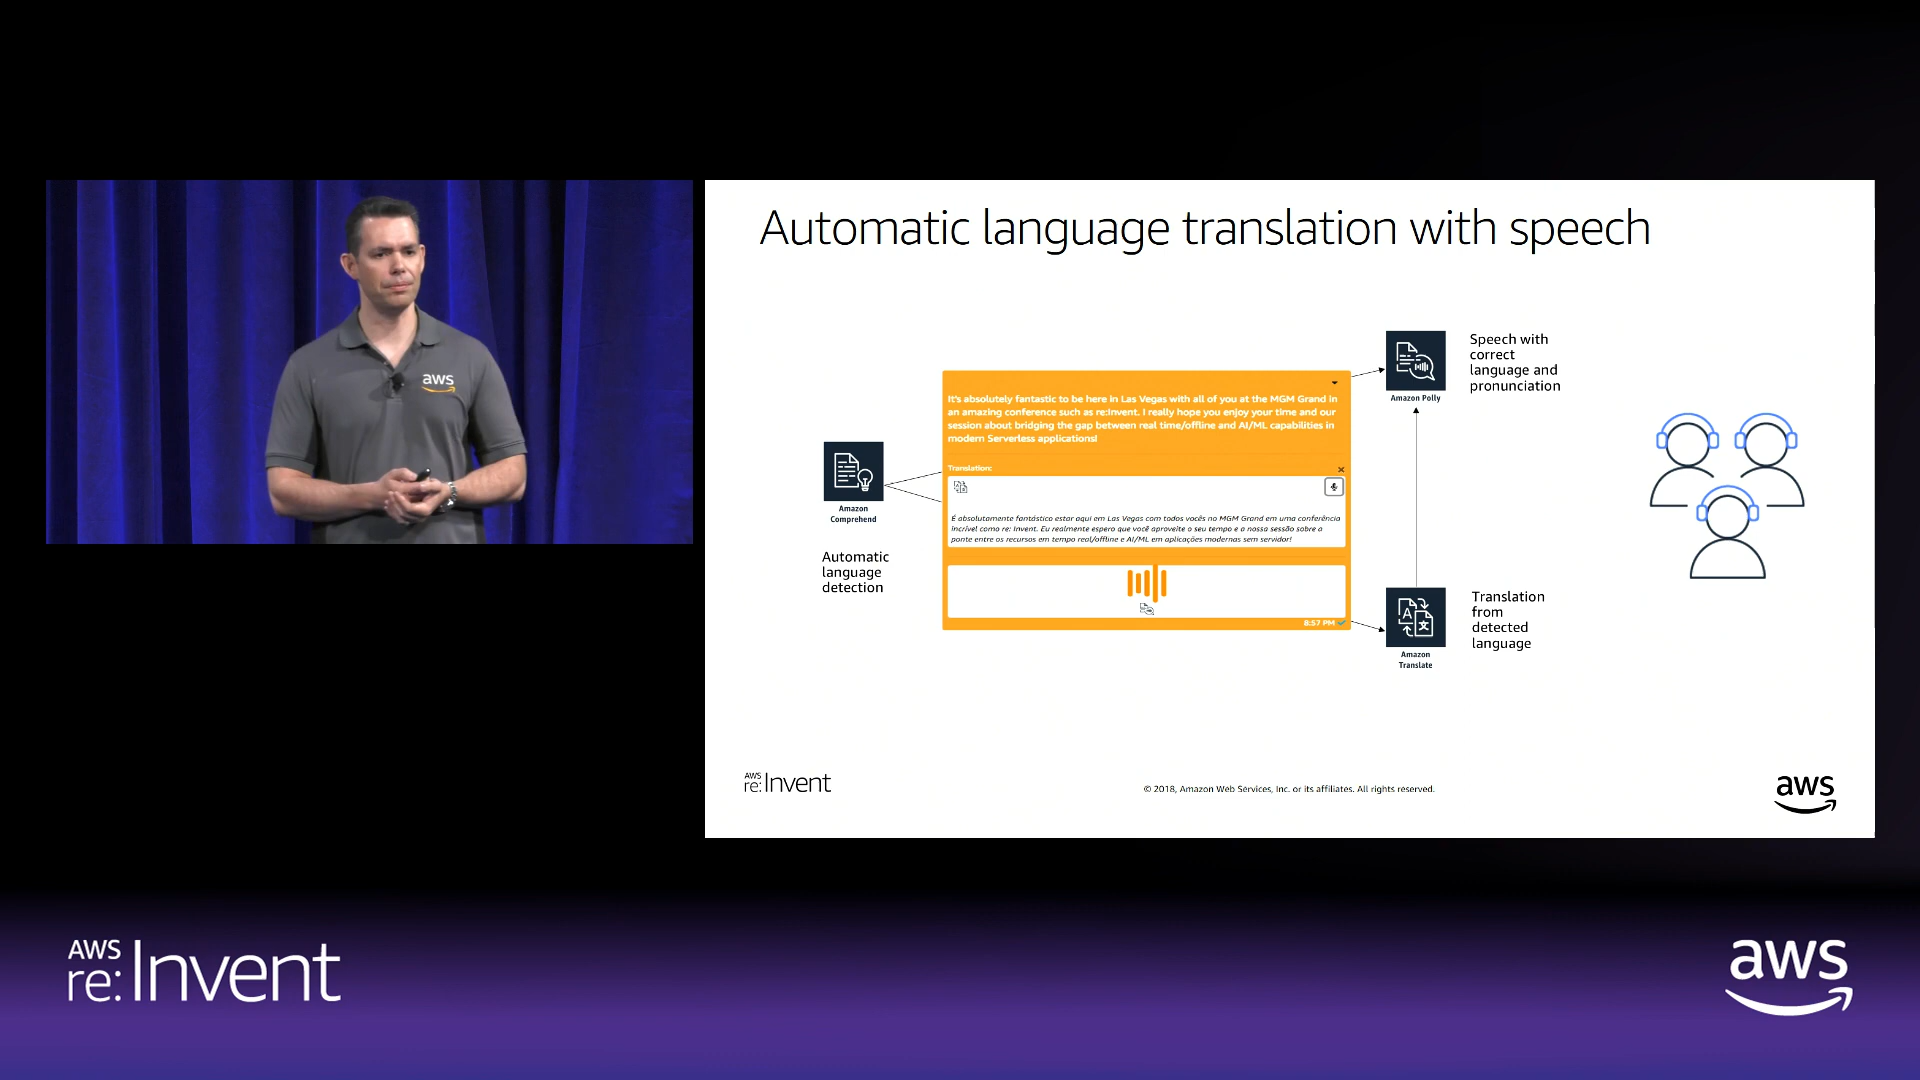 aws
Automatic language translation with speech
Amazon
Comprehend
Automatic
language
detection
It's absolutely fantastic to be here in Las Vegas with all of you at the MGM Grand in
an amazing conference such as re:Invent. I really hope you enjoy your time and our
session about bridging the gap between real time/offline and AI/ML capabilities in
modern Serverless applications!
Translation:
É absolutamente fantástico estar aqui em Las Vegas com todos vocês no MGM Grand em uma conferência
incrível como re: Invent. Eu realmente espero que você aproveite o seu tempo e a nossa sessão sobre a
ponte entre os recursos em tempo real/offline e AI/ML em aplicações modernas sem servidor!
8:57 PM
Amazon Polly
Speech with
correct
language and
pronunciation
Amazon
Translate
Translation
from
detected
language
AWS
re:Invent
© 2018, Amazon Web Services, Inc. or its affiliates. All rights reserved.
aws
AWS
re:Invent
aws